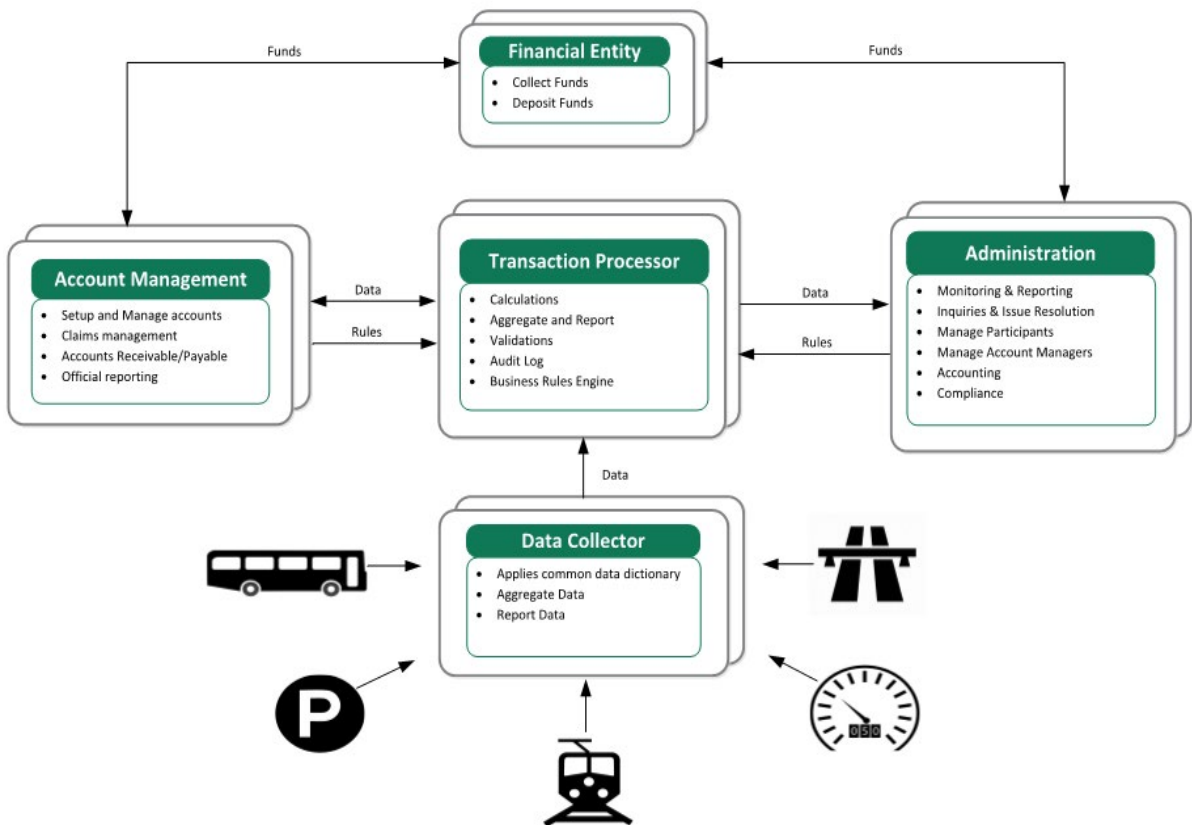 Financial Entity
• Collect Funds
• Deposit Funds
Funds
Funds
Account Management
• Setup and Manage accounts
• Claims management
• Accounts Receivable/Payable
• Official reporting
Data
Rules
Transaction Processor
• Calculations
• Aggregate and Report
• Validations
• Audit Log
• Business Rules Engine
Data
Rules
Administration
• Monitoring & Reporting
• Inquiries & Issue Resolution
• Manage Participants
• Manage Account Managers
• Accounting
• Compliance
Data
Data Collector
• Applies common data dictionary
• Aggregate Data
• Report Data
P
050